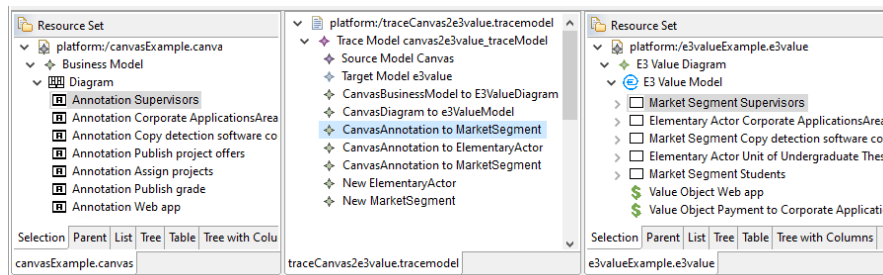 Resource Set
platform:/canvasExample.canva
Business Model
Diagram
Annotation Supervisors
Annotation Corporate ApplicationsArea
Annotation Copy detection software co
Annotation Publish project offers
Annotation Assign projects
Annotation Publish grade
Annotation Web app
Selection Parent List Tree Table Tree with Colu
canvasExample.canvas
platform:/traceCanvas2e3value.tracemodel
Trace Model canvas2e3value_traceModel
Source Model Canvas
Target Model e3value
CanvasBusinessModel to E3ValueDiagram
CanvasDiagram to e3ValueModel
CanvasAnnotation to MarketSegment
CanvasAnnotation to ElementaryActor
CanvasAnnotation to MarketSegment
New ElementaryActor
New MarketSegment
traceCanvas2e3value.tracemodel
Resource Set
platform:/e3valueExample.e3value
E3 Value Diagram
E3 Value Model
Market Segment Supervisors
Elementary Actor Corporate ApplicationsArea
Market Segment Copy detection software co
Elementary Actor Unit of Undergraduate Thes
Market Segment Students
Value Object Web app
Value Object Payment to Corporate Applicati
Selection Parent List Tree Table Tree with Columns
e3valueExample.e3value